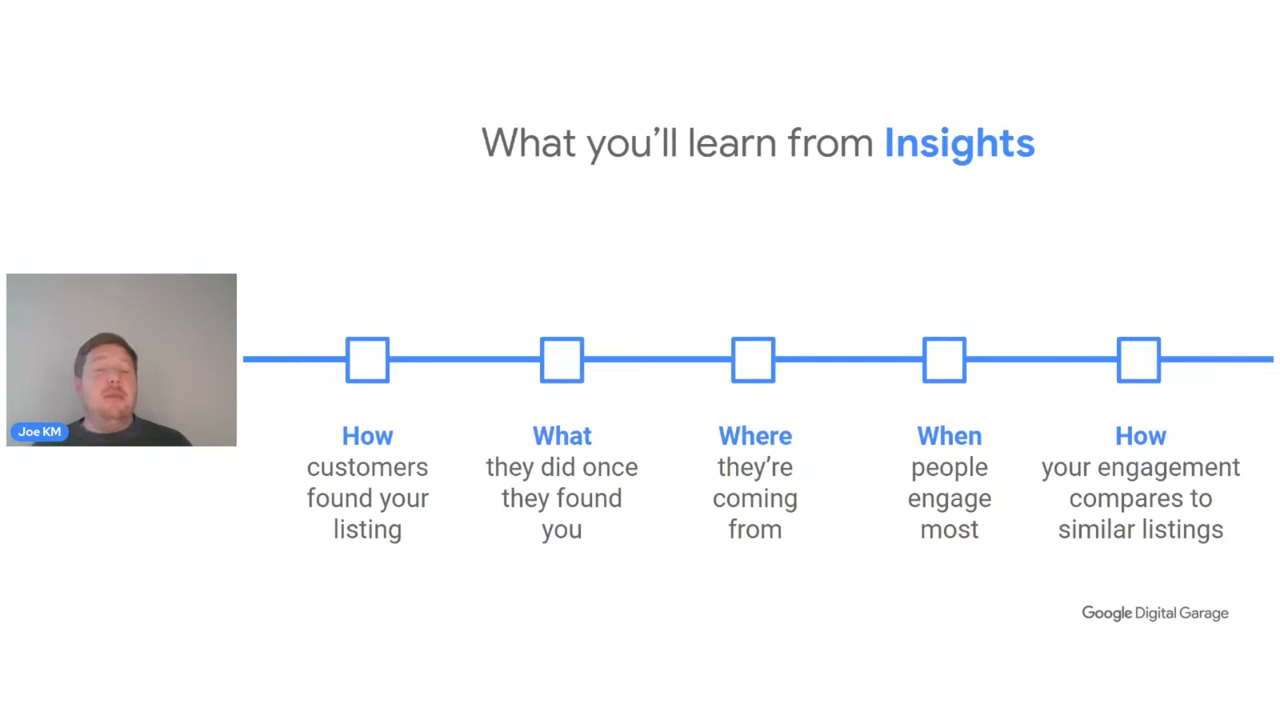 What you'll learn from Insights
Joe KM
How
customers
found your
listing
What
they did once
they found
you
Where
they're
coming
from
When
people
engage
most
How
your engagement
compares to
similar listings
Google Digital Garage